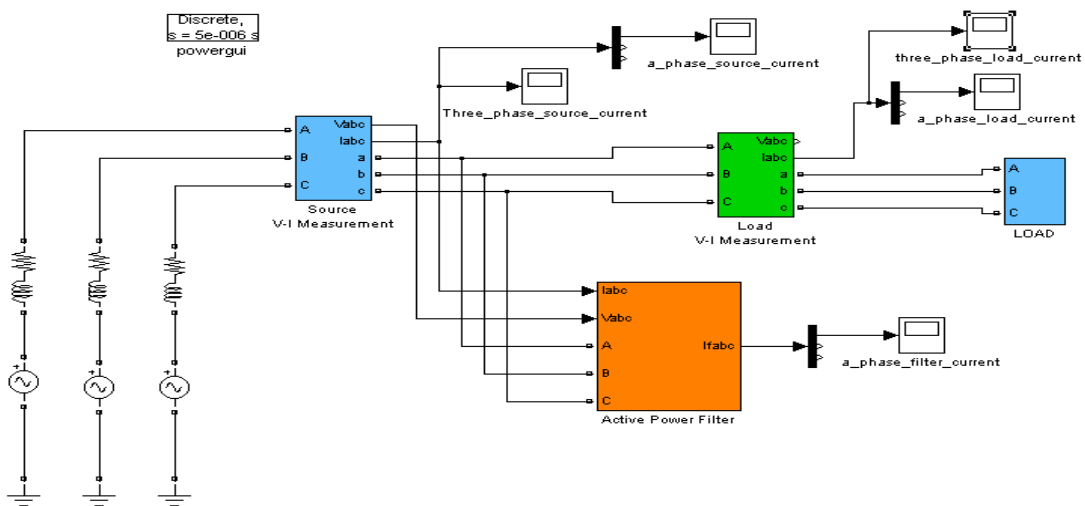 Discrete,
s = 5e-006 s
powergui
a_phase_source_current
three_phase_load_current
Three_phase_source_current
a_phase_load_current
A
B
C
Vabc
Iabc
a
b
c
Source
V-I Measurement
A
B
C
Vabc
Iabc
a
b
c
Load
V-I Measurement
A
B
C
LOAD
Iabc
Vabc
A
B
C
Ifabc
Active Power Filter
a_phase_filter_current
+
+
+